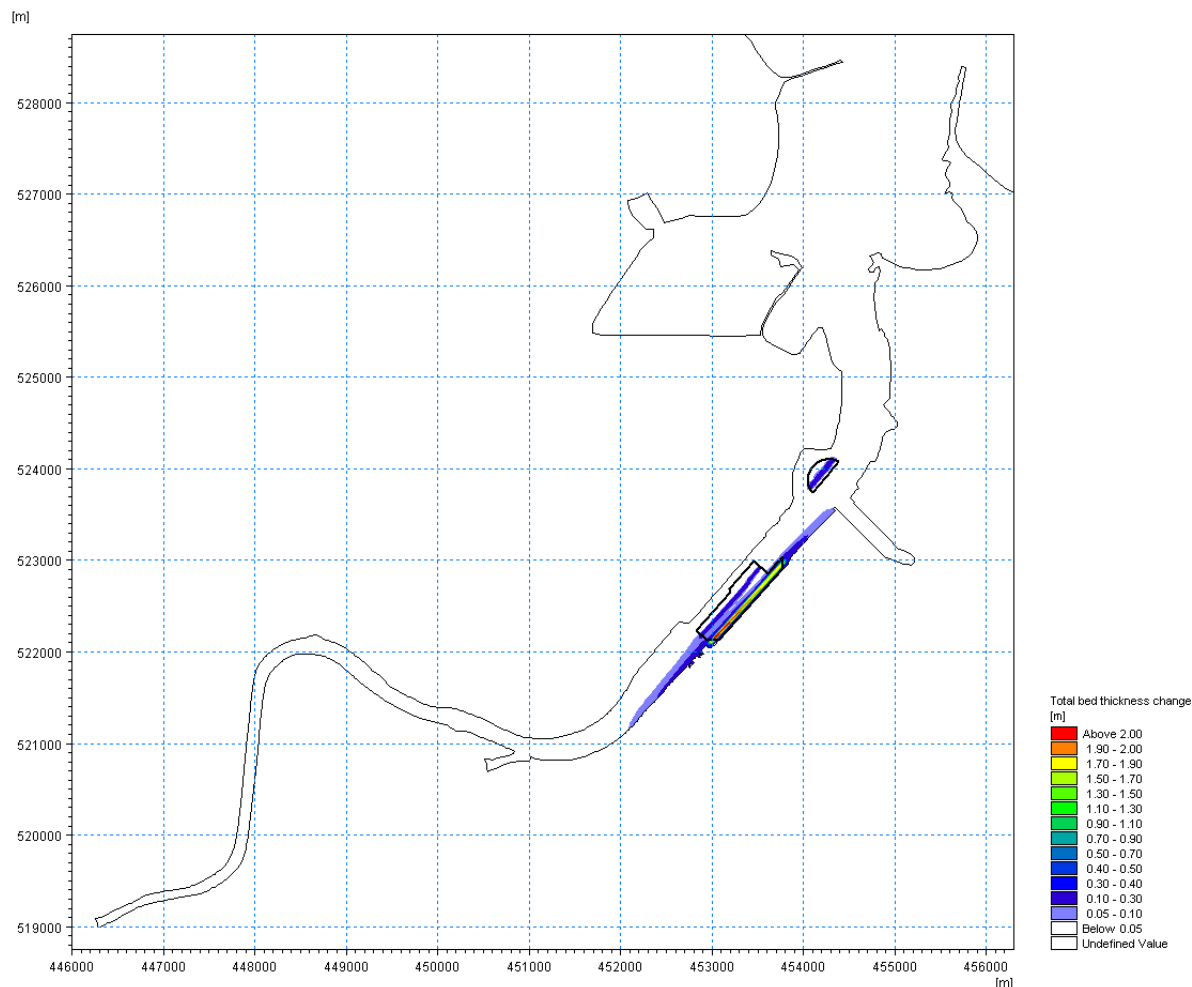 [m]
528000
527000
526000
525000
524000
523000
522000
521000
520000
519000
446000 447000 448000 449000 450000 451000 452000 453000 454000 455000 456000
[m]
Total bed thickness change
[m]
Above 2.00
1.90 - 2.00
1.70 - 1.90
1.50 - 1.70
1.30 - 1.50
1.10 - 1.30
0.90 - 1.10
0.70 - 0.90
0.50 - 0.70
0.40 - 0.50
0.30 - 0.40
0.10 - 0.30
0.05 - 0.10
Below 0.05
Undefined Value